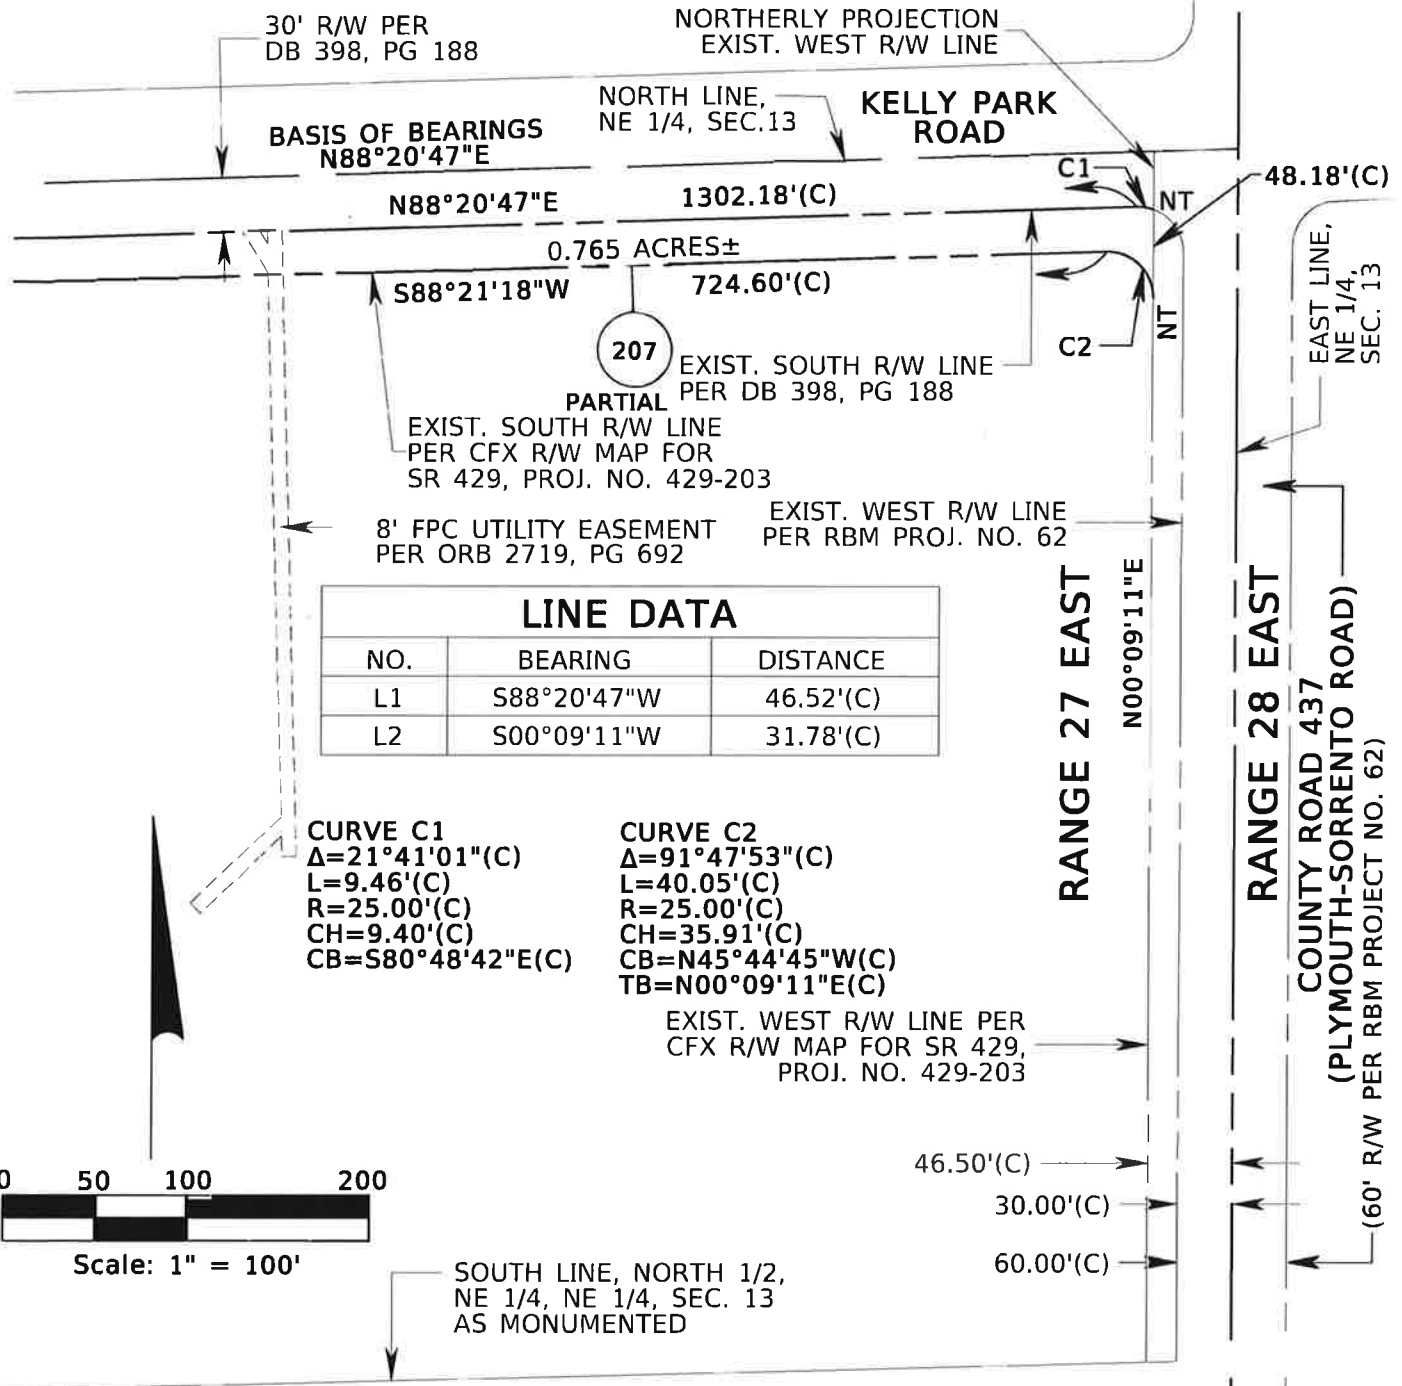 30' R/W PER
DB 398, PG 188
NORTHERLY PROJECTION
EXIST. WEST R/W LINE
NORTH LINE,
NE 1/4, SEC.13
KELLY PARK
ROAD
BASIS OF BEARINGS
N88°20'47"E
C1
48.18'(C)
N88°20'47"E
1302.18'(C)
NT
0.765 ACRES±
S88°21'18"W
724.60'(C)
NT
C2
EAST LINE,
NE 1/4,
SEC. 13
207
PARTIAL
EXIST. SOUTH R/W LINE
PER DB 398, PG 188
EXIST. SOUTH R/W LINE
PER CFX R/W MAP FOR
SR 429, PROJ. NO. 429-203
8' FPC UTILITY EASEMENT
PER ORB 2719, PG 692
EXIST. WEST R/W LINE
PER RBM PROJ. NO. 62
LINE DATA
NO. BEARING DISTANCE
L1 S88°20'47"W 46.52'(C)
L2 S00°09'11"W 31.78'(C)
RANGE 27 EAST
N00°09'11"E
RANGE 28 EAST
COUNTY ROAD 437
(PLYMOUTH-SORRENTO ROAD)
(60' R/W PER RBM PROJECT NO. 62)
CURVE C1
Δ=21°41'01"(C)
L=9.46'(C)
R=25.00'(C)
CH=9.40'(C)
CB=S80°48'42"E(C)
CURVE C2
Δ=91°47'53"(C)
L=40.05'(C)
R=25.00'(C)
CH=35.91'(C)
CB=N45°44'45"W(C)
TB=N00°09'11"E(C)
EXIST. WEST R/W LINE PER
CFX R/W MAP FOR SR 429,
PROJ. NO. 429-203
46.50'(C)
30.00'(C)
60.00'(C)
0 50 100 200
Scale: 1" = 100'
SOUTH LINE, NORTH 1/2,
NE 1/4, NE 1/4, SEC. 13
AS MONUMENTED